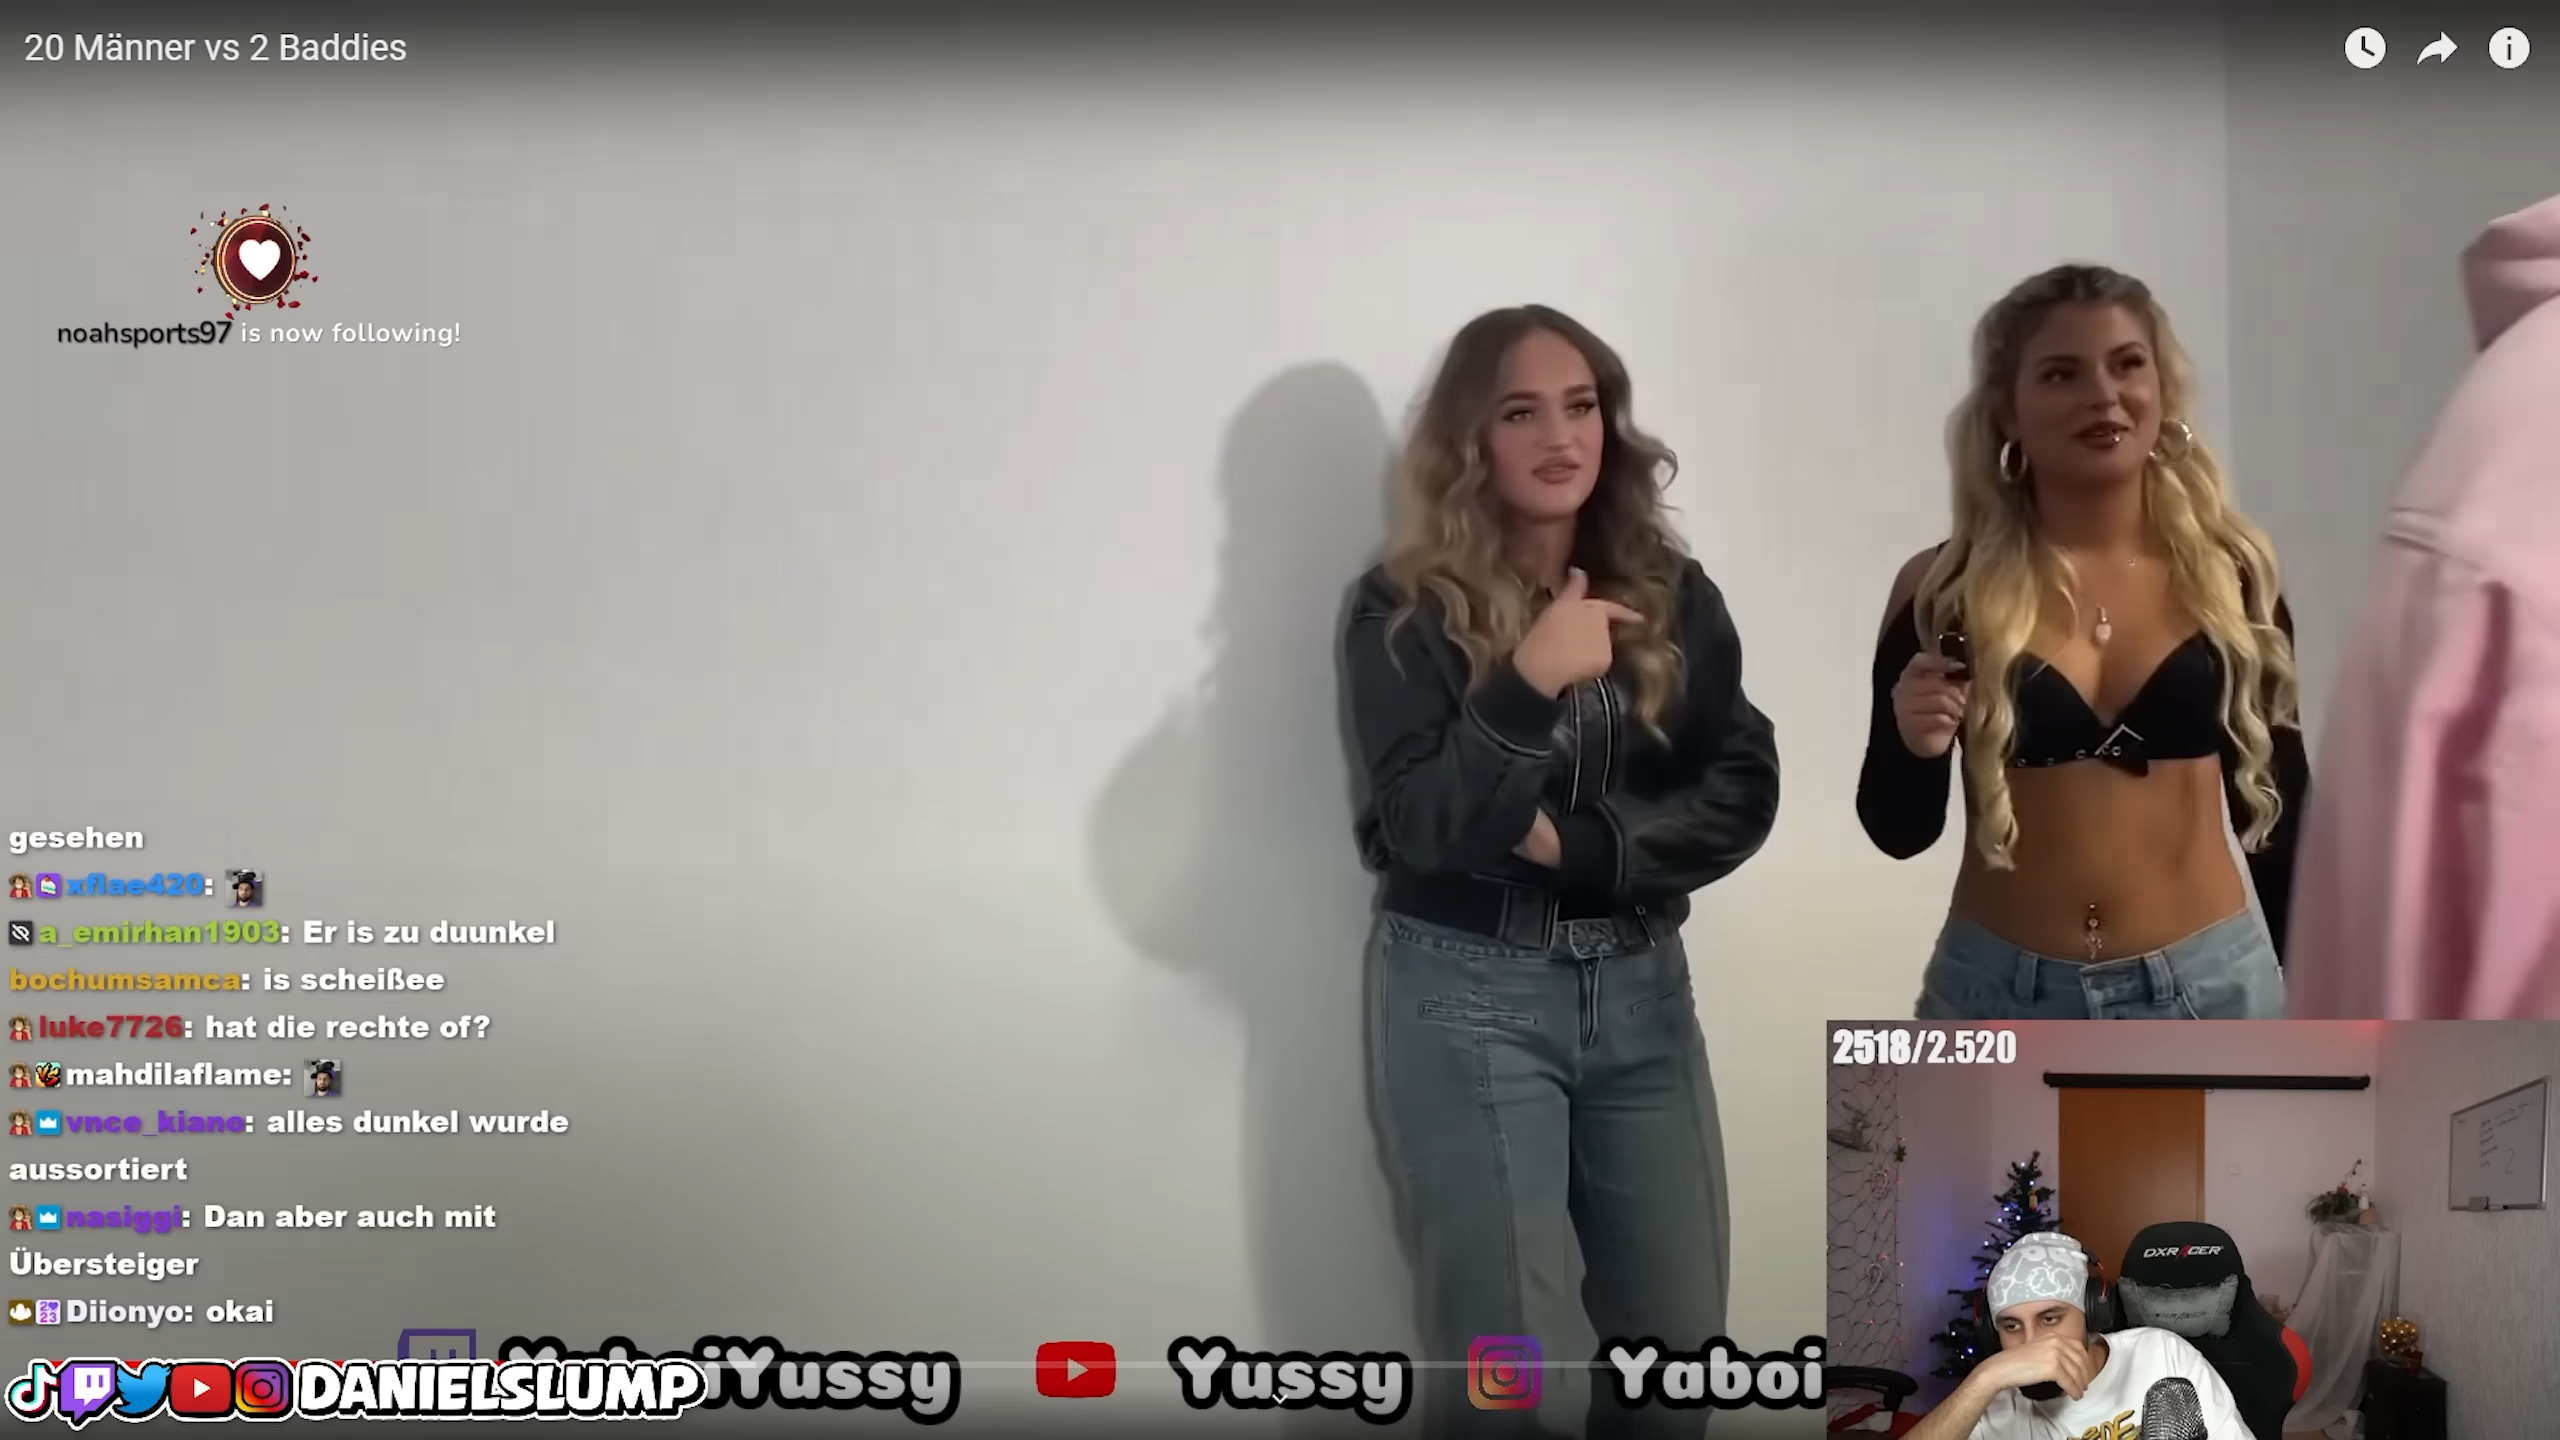 20 Männer vs 2 Baddies
noahsports97 is now following!
gesehen
xflae420:
a_emirhan1903: Er is zu duunkel
bochumsamca: is scheißee
luke7726: hat die rechte of?
mahdilaflame:
vnce_kiano: alles dunkel wurde
aussortiert
nasiggi: Dan aber auch mit
Übersteiger
Diionyo: okai
DANIELSLUMP
Yussy
Yaboi
2518/2.520
DXRACER